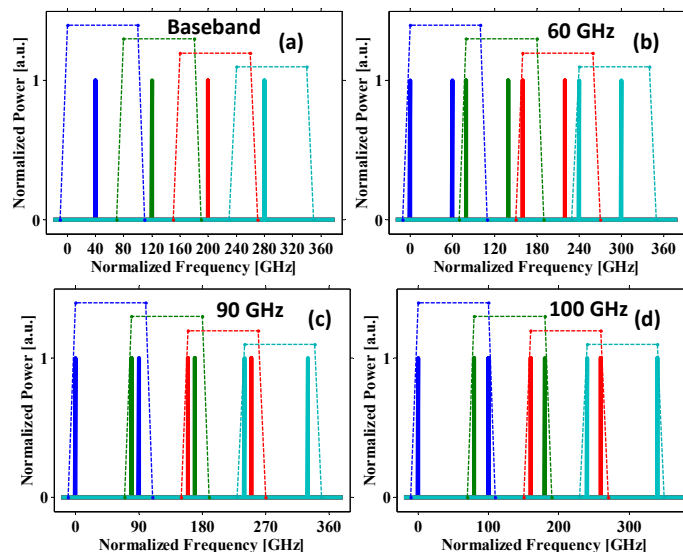 Baseband
(a)
Normalized Power [a.u.]
1
0
0 40 80 120 160 200 240 280 320 360
Normalized Frequency [GHz]
60 GHz
(b)
Normalized Power [a.u.]
1
0
0 60 120 180 240 300 360
Normalized Frequency [GHz]
90 GHz
(c)
Normalized Power [a.u.]
1
0
0 90 180 270 360
Normalized Frequency [GHz]
100 GHz
(d)
Normalized Power [a.u.]
1
0
0 100 200 300
Normalized Frequency [GHz]